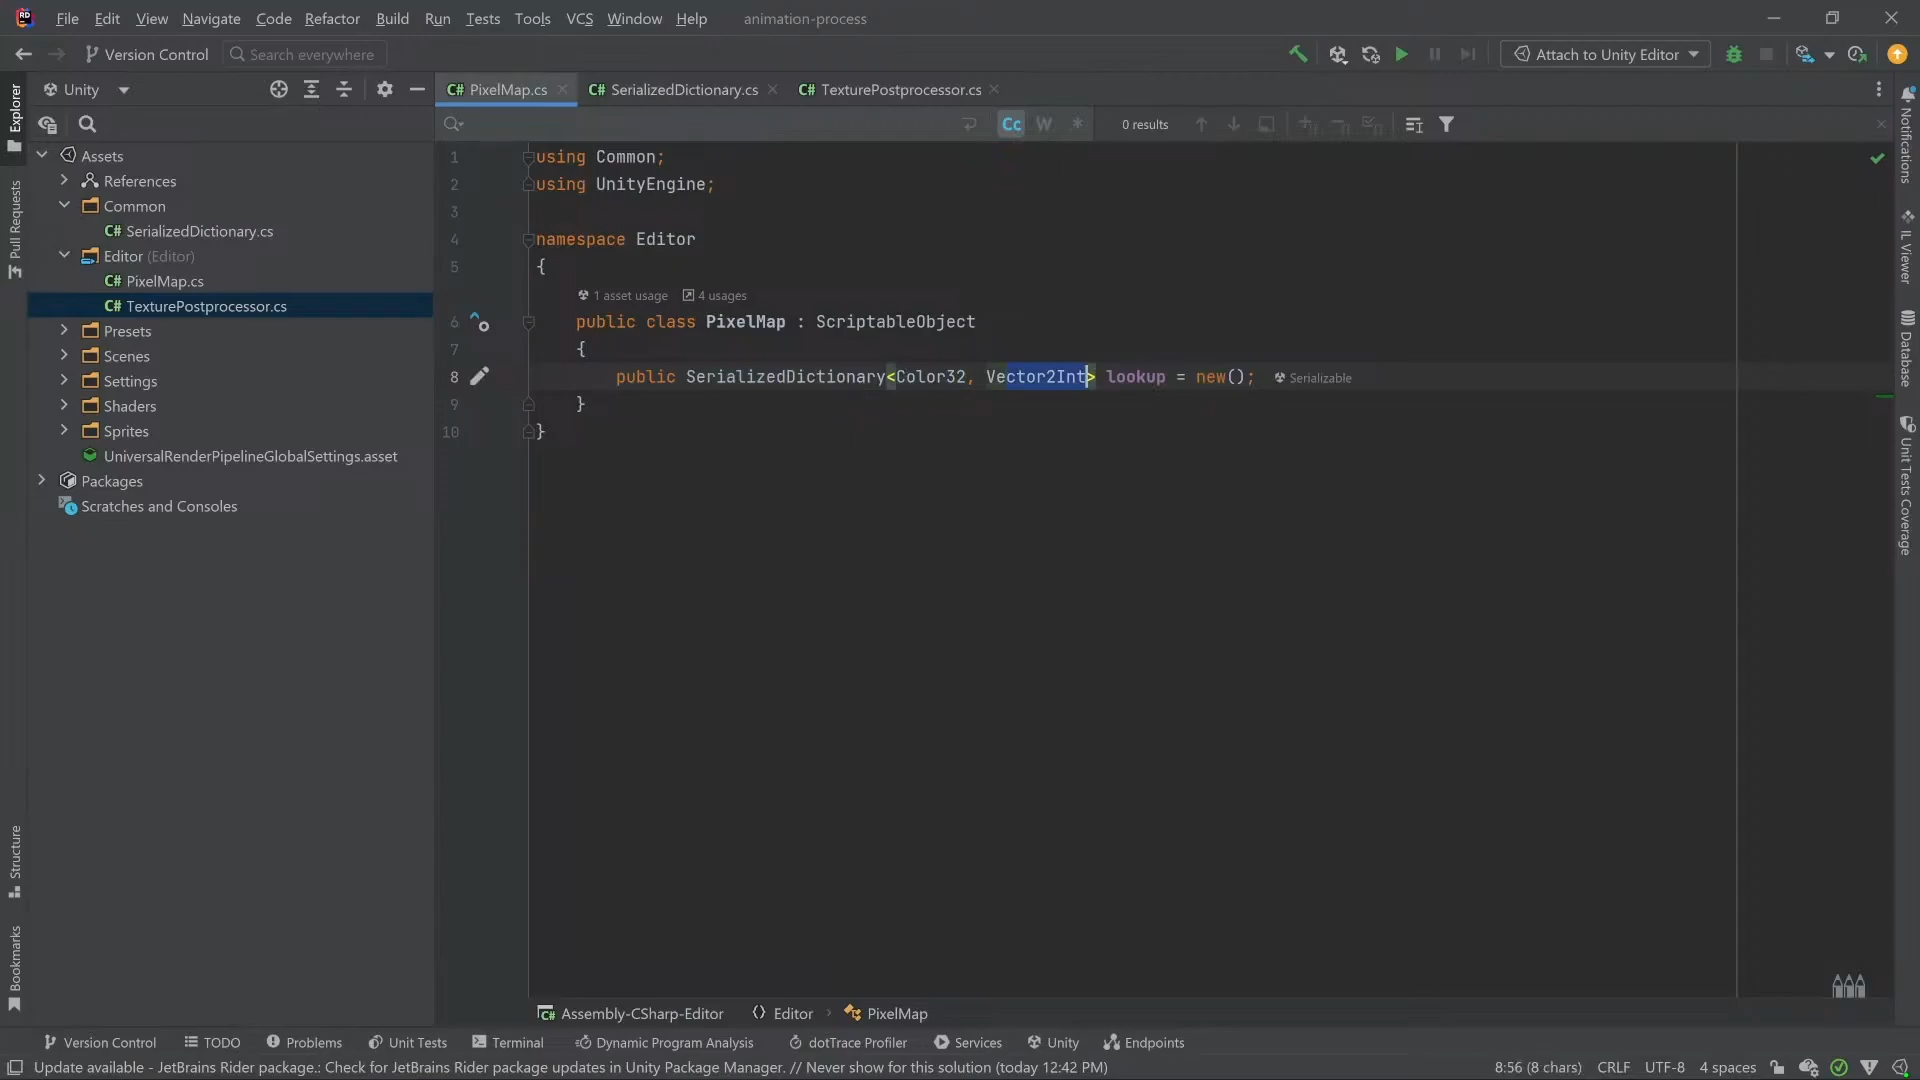 File Edit View Navigate Code Refactor Build Run Tests Tools VCS Window Help animation-process
Version Control Search everywhere Attach to Unity Editor
Explorer
Pull Requests
Structure
Bookmarks
Unity
Assets
References
Common
C# SerializedDictionary.cs
Editor (Editor)
C# PixelMap.cs
C# TexturePostprocessor.cs
Presets
Scenes
Settings
Shaders
Sprites
UniversalRenderPipelineGlobalSettings.asset
Packages
Scratches and Consoles
C# PixelMap.cs C# SerializedDictionary.cs C# TexturePostprocessor.cs
Cc W .* 0 results
1 using Common;
2 using UnityEngine;
3
4 namespace Editor
5 {
1 asset usage 4 usages
6 public class PixelMap : ScriptableObject
7 {
8 public SerializedDictionary<Color32, Vector2Int> lookup = new(); Serializable
9 }
10 }
Notifications
IL Viewer
Database
Unit Tests Coverage
C# Assembly-CSharp-Editor Editor › PixelMap
Version Control TODO Problems Unit Tests Terminal Dynamic Program Analysis dotTrace Profiler Services Unity Endpoints
Update available - JetBrains Rider package.: Check for JetBrains Rider package updates in Unity Package Manager. // Never show for this solution (today 12:42 PM) 8:56 (8 chars) CRLF UTF-8 4 spaces